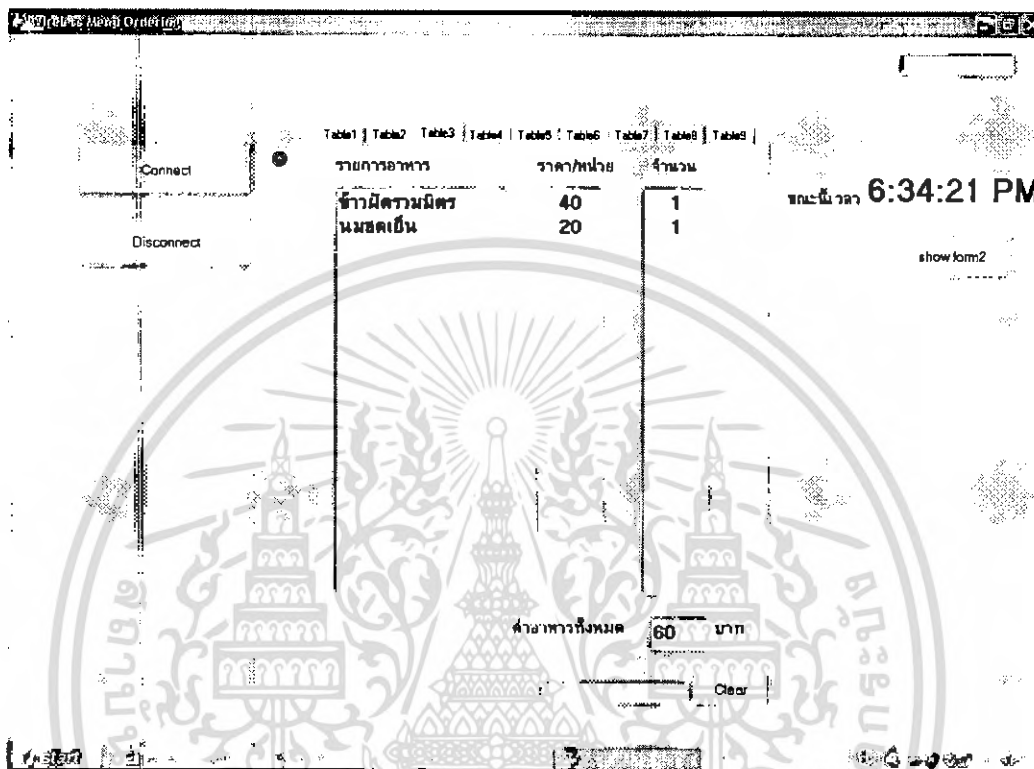 Menu Ordering
Table1 Table2 Table3 Table4 Table5 Table6 Table7 Table8 Table9
Connect
รายการอาหาร ราคา/หน่วย จำนวน
ข้าวผัดรวมมิตร 40 1
ขณะนี้เวลา 6:34:21 PM
นมสดเย็น 20 1
Disconnect
show form2
ค่าอาหารทั้งหมด 60 บาท
Clear
start